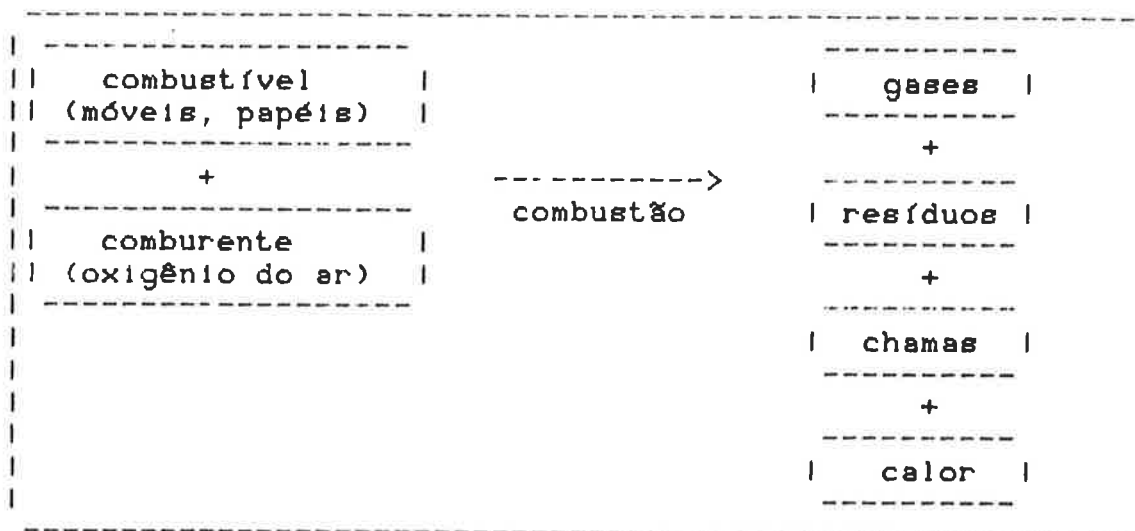 combustível
(móveis, papéis)
+
comburente
(oxigênio do ar)
----------->
combustão
gases
+
resíduos
+
chamas
+
calor